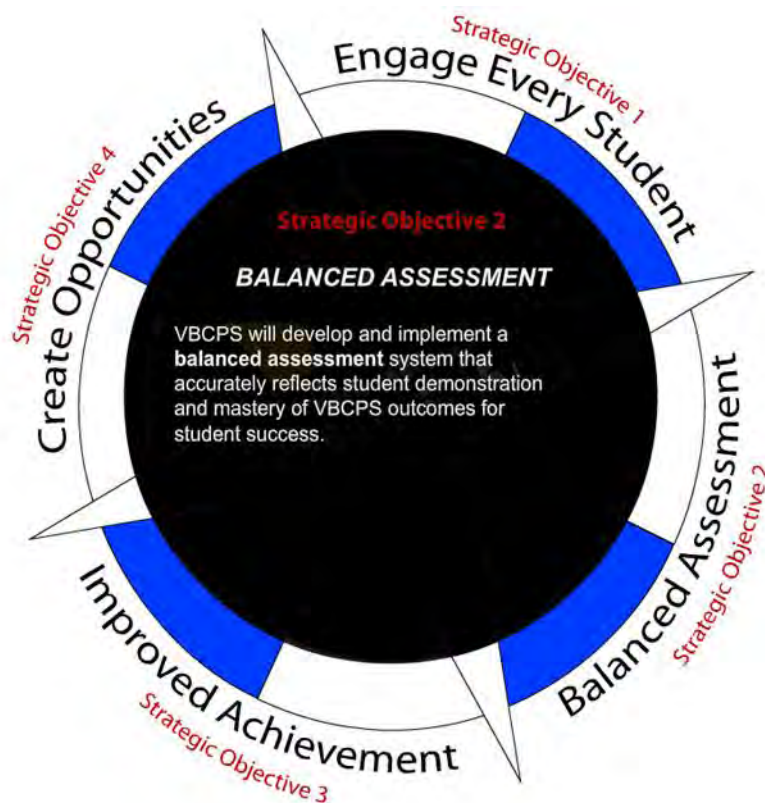 Strategic Objective 1
Engage Every Student
Strategic Objective 4
Create Opportunities
Strategic Objective 2
BALANCED ASSESSMENT
VBCPS will develop and implement a
balanced assessment system that
accurately reflects student demonstration
and mastery of VBCPS outcomes for
student success.
Balanced Assessment
Strategic Objective 2
Improved Achievement
Strategic Objective 3